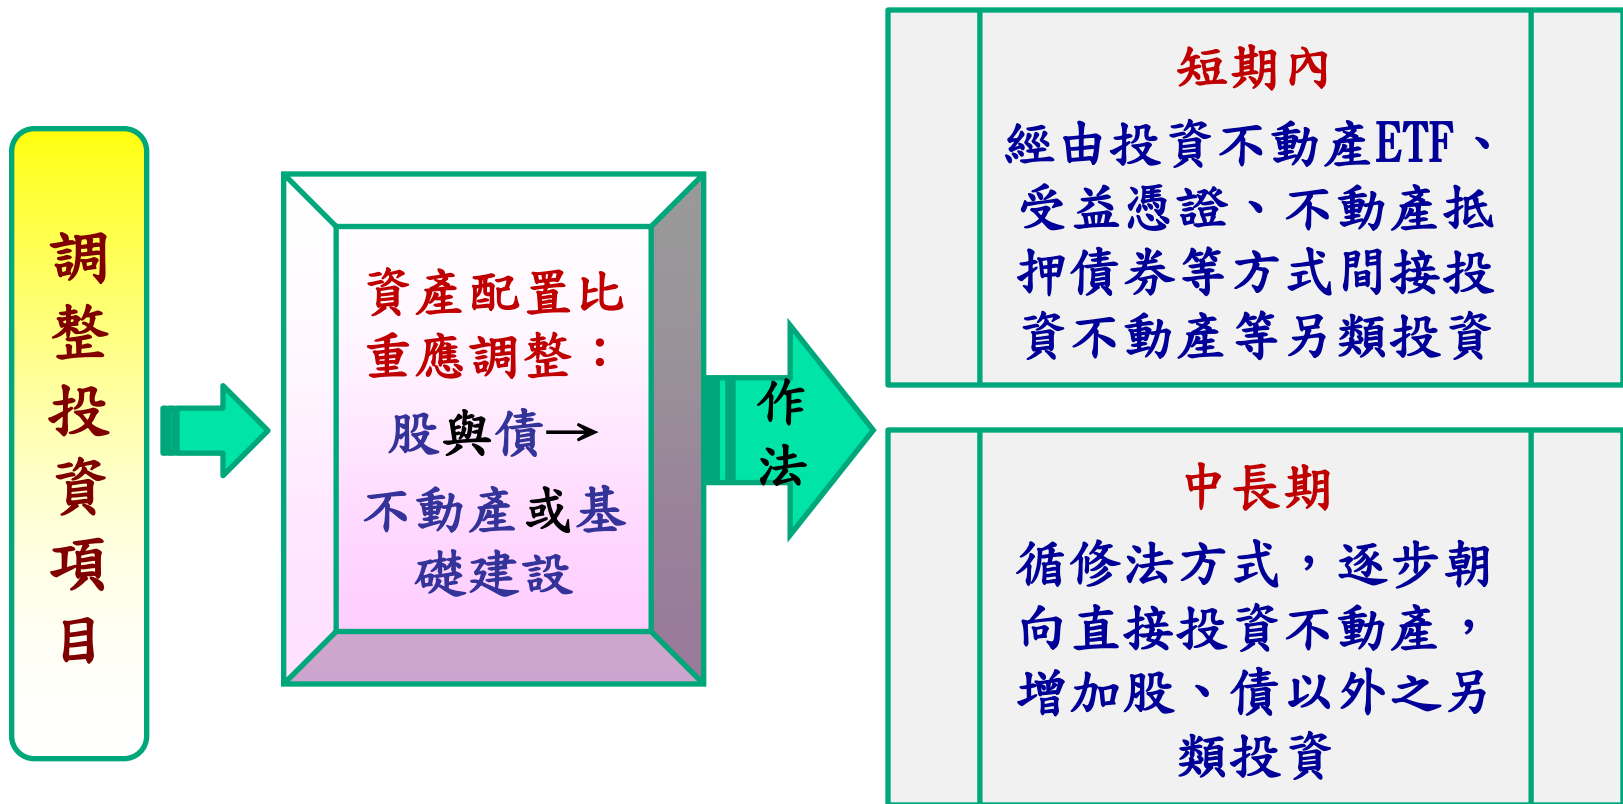 調整投資項目
資產配置比
重應調整：
股與債→
不動產或基
礎建設
作法
短期內
經由投資不動產ETF、
受益憑證、不動產抵
押債券等方式間接投
資不動產等另類投資
中長期
循修法方式，逐步朝
向直接投資不動產，
增加股、債以外之另
類投資